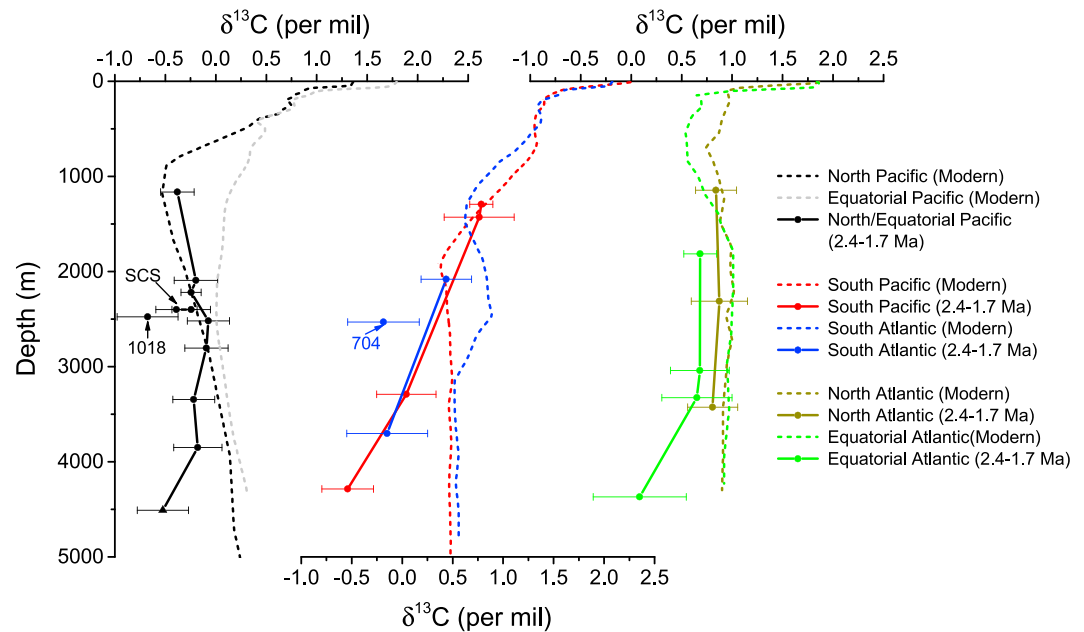 δ¹³C (per mil)
δ¹³C (per mil)
-1.0 -0.5 0.0 0.5 1.0 1.5 2.0 2.5
-1.0 -0.5 0.0 0.5 1.0 1.5 2.0 2.5
0
1000
2000
3000
4000
5000
Depth (m)
SCS
1018
704
North Pacific (Modern)
Equatorial Pacific (Modern)
North/Equatorial Pacific
(2.4-1.7 Ma)
South Pacific (Modern)
South Pacific (2.4-1.7 Ma)
South Atlantic (Modern)
South Atlantic (2.4-1.7 Ma)
North Atlantic (Modern)
North Atlantic (2.4-1.7 Ma)
Equatorial Atlantic(Modern)
Equatorial Atlantic (2.4-1.7 Ma)
-1.0 -0.5 0.0 0.5 1.0 1.5 2.0 2.5
δ¹³C (per mil)